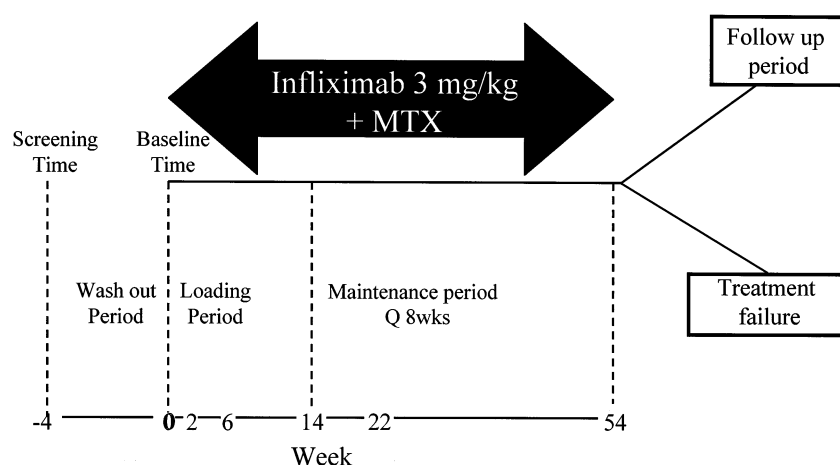 Follow up
period
Infliximab 3 mg/kg
+ MTX
Screening
Time
Baseline
Time
Wash out
Period
Loading
Period
Maintenance period
Q 8wks
Treatment
failure
-4 0 2 6 14 22 54
Week